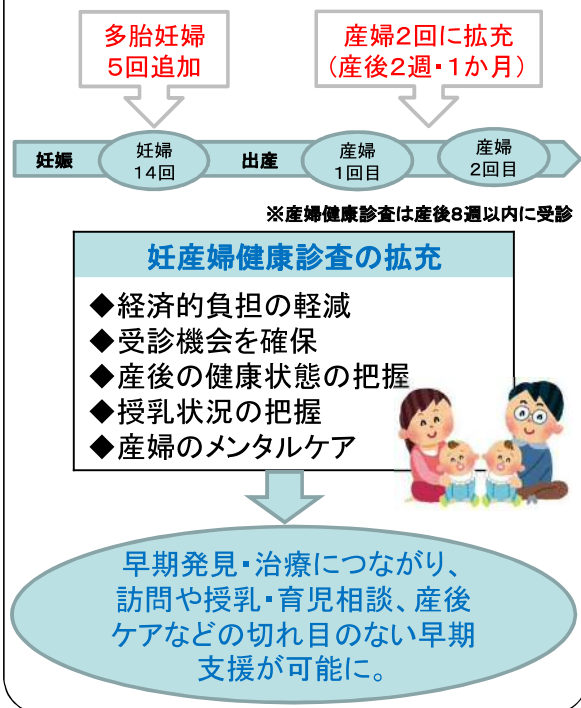 多胎妊婦
5回追加
産婦2回に拡充
(産後2週・1か月)
妊娠
妊婦
14回
出産
産婦
1回目
産婦
2回目
※産婦健康診査は産後8週以内に受診
妊産婦健康診査の拡充
◆経済的負担の軽減
◆受診機会を確保
◆産後の健康状態の把握
◆授乳状況の把握
◆産婦のメンタルケア
早期発見・治療につながり、
訪問や授乳・育児相談、産後
ケアなどの切れ目のない早期
支援が可能に。